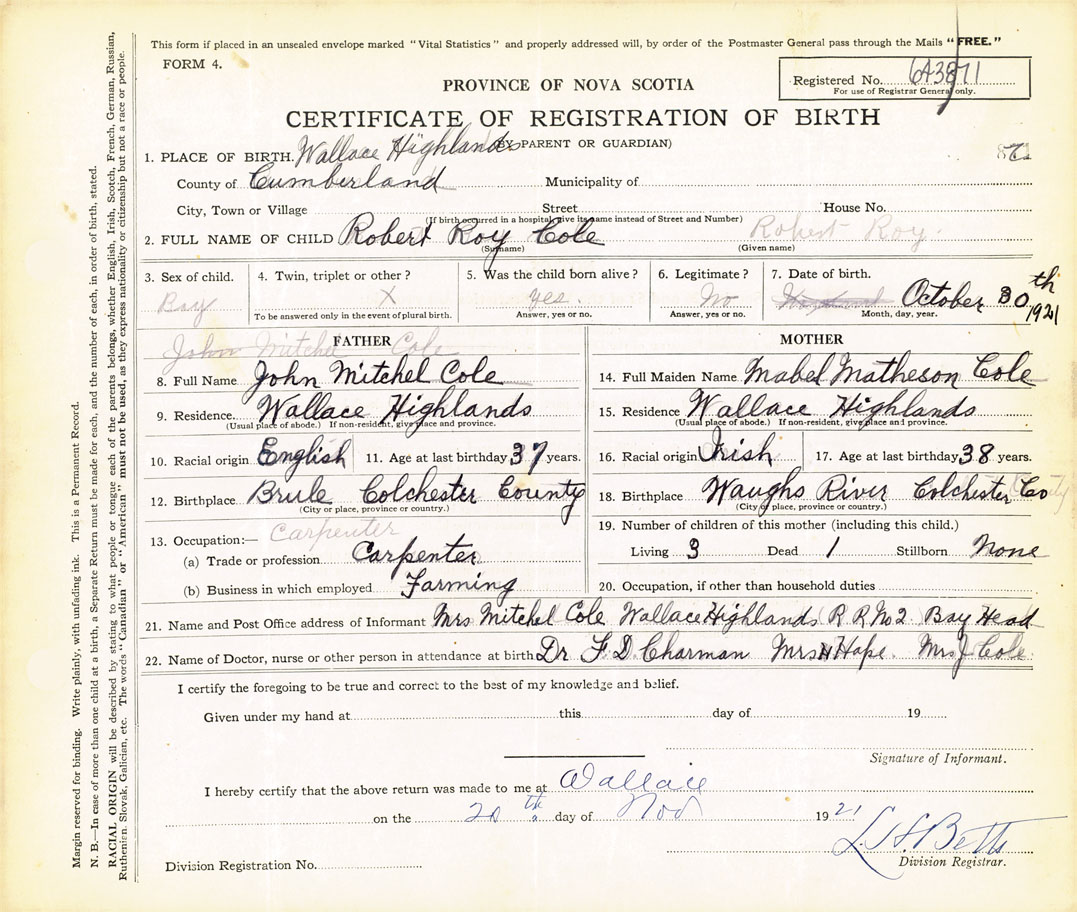 This form if placed in an unsealed envelope marked "Vital Statistics" and properly addressed will, by order of the Postmaster General pass through the Mails "FREE."
FORM 4.
Registered No. 643871
For use of Registrar General only.
PROVINCE OF NOVA SCOTIA
CERTIFICATE OF REGISTRATION OF BIRTH
(BY PARENT OR GUARDIAN)
1. PLACE OF BIRTH. Wallace Highlands
County of Cumberland Municipality of
City, Town or Village Street House No.
(If birth occurred in a hospital give its name instead of Street and Number)
2. FULL NAME OF CHILD Robert Roy Cole Robert Roy.
(Surname) (Given name)
3. Sex of child. 4. Twin, triplet or other? 5. Was the child born alive? 6. Legitimate? 7. Date of birth.
Boy X yes. No October 30th 1921
To be answered only in the event of plural birth. Answer, yes or no. Answer, yes or no. Month, day, year.
FATHER MOTHER
John Mitchel Cole
8. Full Name John Mitchel Cole 14. Full Maiden Name Mabel Matheson Cole
9. Residence. Wallace Highlands 15. Residence Wallace Highlands
(Usual place of abode.) If non-resident, give place and province. (Usual place of abode.) If non-resident, give place and province.
10. Racial origin English 11. Age at last birthday 37 years. 16. Racial origin Irish 17. Age at last birthday 38 years.
12. Birthplace Brule Colchester County 18. Birthplace Waughs River Colchester Co
(City or place, province or country.) (City or place, province or country.)
13. Occupation:— Carpenter 19. Number of children of this mother (including this child.)
(a) Trade or profession Carpenter Living 3 Dead 1 Stillborn None
(b) Business in which employed Farming 20. Occupation, if other than household duties
21. Name and Post Office address of Informant Mrs Mitchel Cole Wallace Highlands R R No 2 Bay Head
22. Name of Doctor, nurse or other person in attendance at birth Dr. F D. Charman Mrs H Hope. Mrs J Cole
I certify the foregoing to be true and correct to the best of my knowledge and belief.
Given under my hand at this day of 19
Signature of Informant.
I hereby certify that the above return was made to me at Wallace
on the 20th day of Nov 1921
L H Betts
Division Registrar.
Division Registration No.
Margin reserved for binding. Write plainly, with unfading ink. This is a Permanent Record.
N. B.—In case of more than one child at a birth, a Separate Return must be made for each, and the number of each, in order of birth, stated.
RACIAL ORIGIN will be described by stating to what people or tongue each of the parents belongs, whether English, Irish, Scotch, French, German, Russian,
Ruthenian, Slovak, Galician, etc. The words "Canadian" or "American" must not be used, as they express nationality or citizenship but not a race or people.